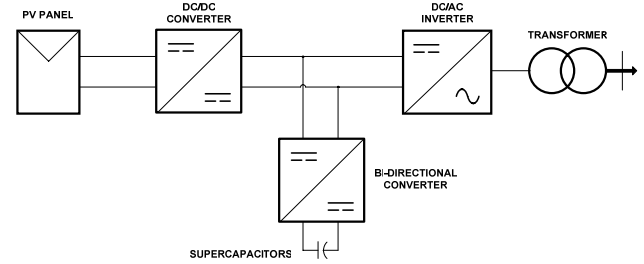 PV PANEL
DC/DC
CONVERTER
DC/AC
INVERTER
TRANSFORMER
BI-DIRECTIONAL
CONVERTER
SUPERCAPACITORS